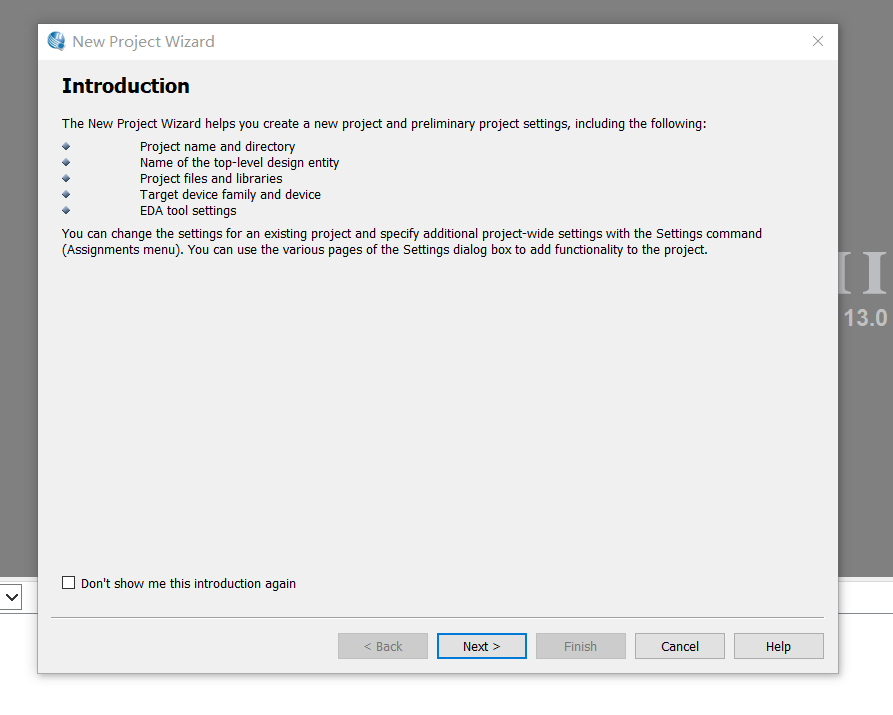 New Project Wizard
Introduction
The New Project Wizard helps you create a new project and preliminary project settings, including the following:
Project name and directory
Name of the top-level design entity
Project files and libraries
Target device family and device
EDA tool settings
You can change the settings for an existing project and specify additional project-wide settings with the Settings command
(Assignments menu). You can use the various pages of the Settings dialog box to add functionality to the project.
II
13.0
Don't show me this introduction again
< Back
Next >
Finish
Cancel
Help